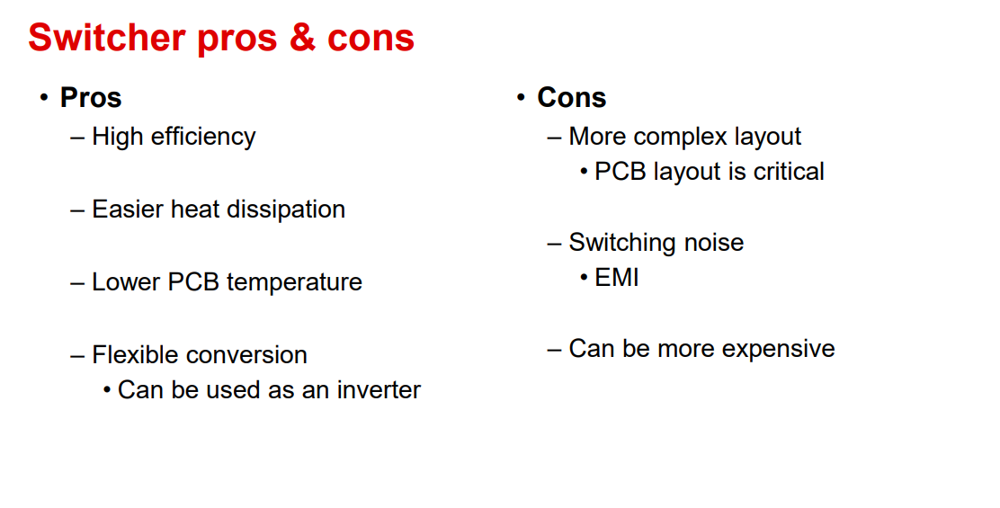 Switcher pros & cons
• Pros
– High efficiency
– Easier heat dissipation
– Lower PCB temperature
– Flexible conversion
• Can be used as an inverter
• Cons
– More complex layout
• PCB layout is critical
– Switching noise
• EMI
– Can be more expensive